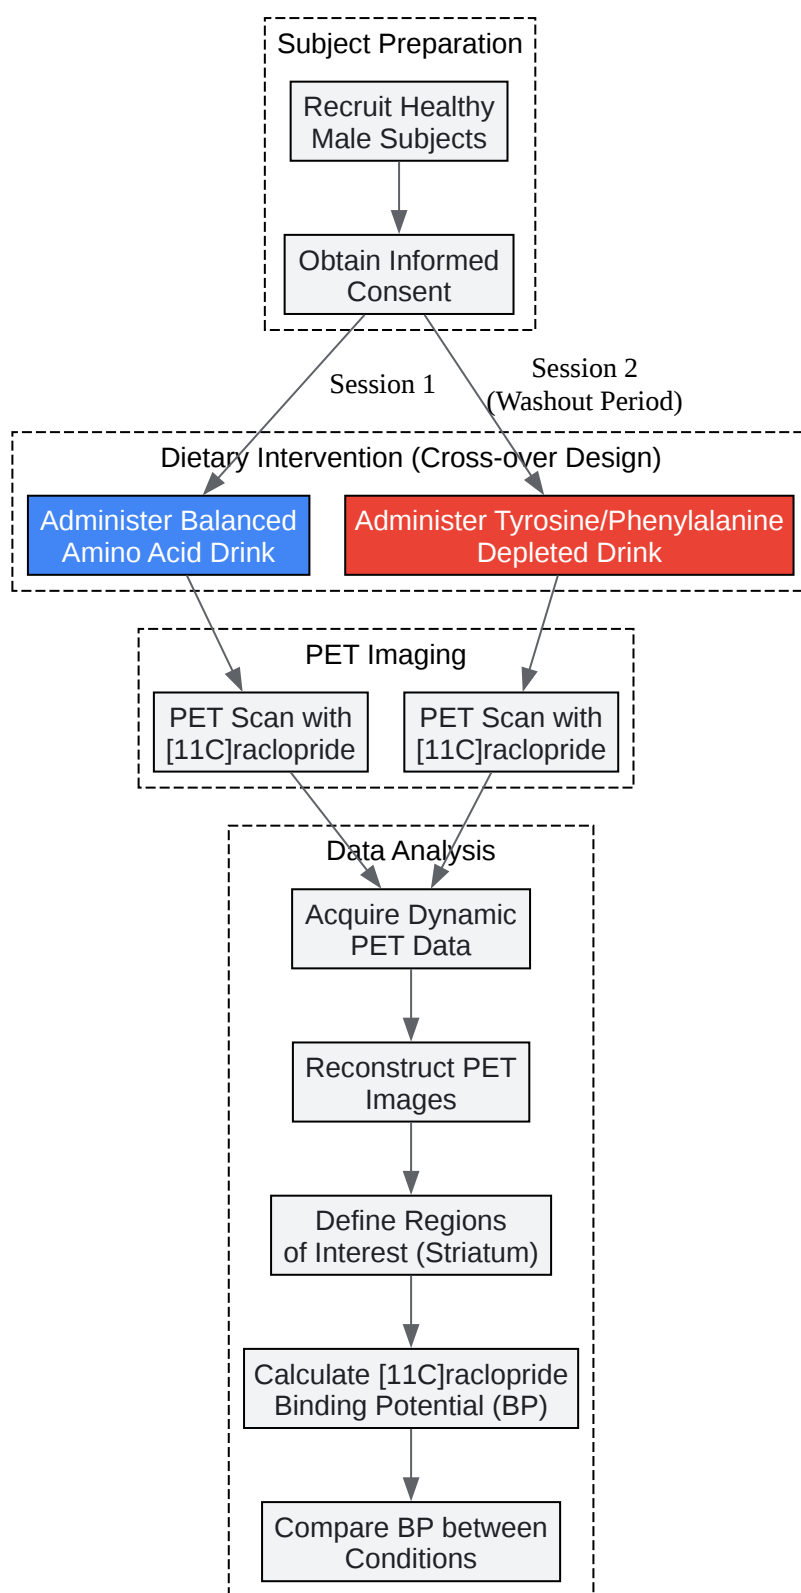 Subject Preparation
Recruit Healthy
Male Subjects
Obtain Informed
Consent
Session 1
Session 2
(Washout Period)
Dietary Intervention (Cross-over Design)
Administer Balanced
Amino Acid Drink
Administer Tyrosine/Phenylalanine
Depleted Drink
PET Imaging
PET Scan with
[11C]raclopride
PET Scan with
[11C]raclopride
Data Analysis
Acquire Dynamic
PET Data
Reconstruct PET
Images
Define Regions
of Interest (Striatum)
Calculate [11C]raclopride
Binding Potential (BP)
Compare BP between
Conditions